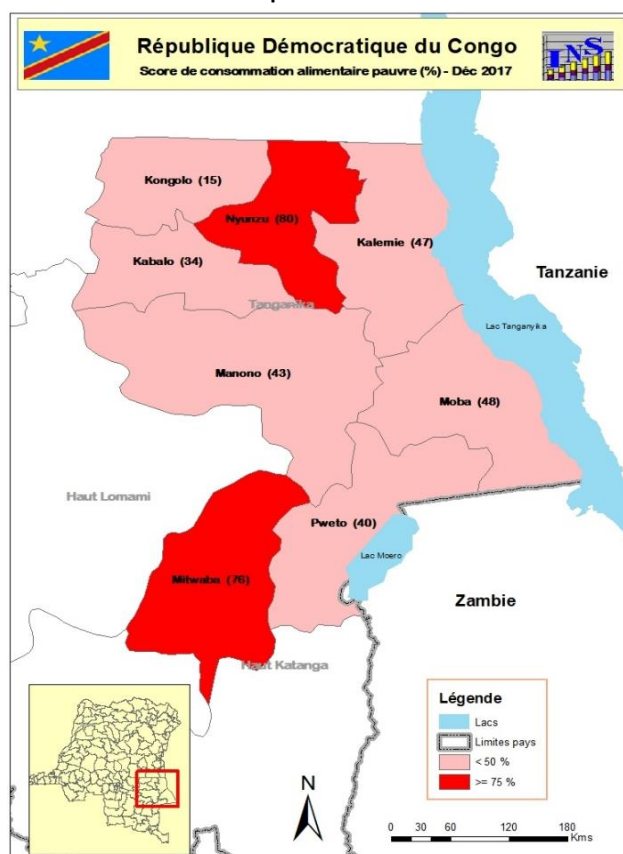 République Démocratique du Congo
Score de consommation alimentaire pauvre (%) - Déc 2017
INS
Kongolo (15)
Nyunzu (80)
Kalemie (47)
Kabalo (34)
Tanzanie
Tanganika
Lac Tanganyika
Manono (43)
Moba (48)
Haut Lomami
Pweto (40)
Lac Moero
Mitwaba (76)
Zambie
Haut Katanga
Légende
Lacs
Limites pays
< 50 %
>= 75 %
N
0 30 60 120 180
Kms